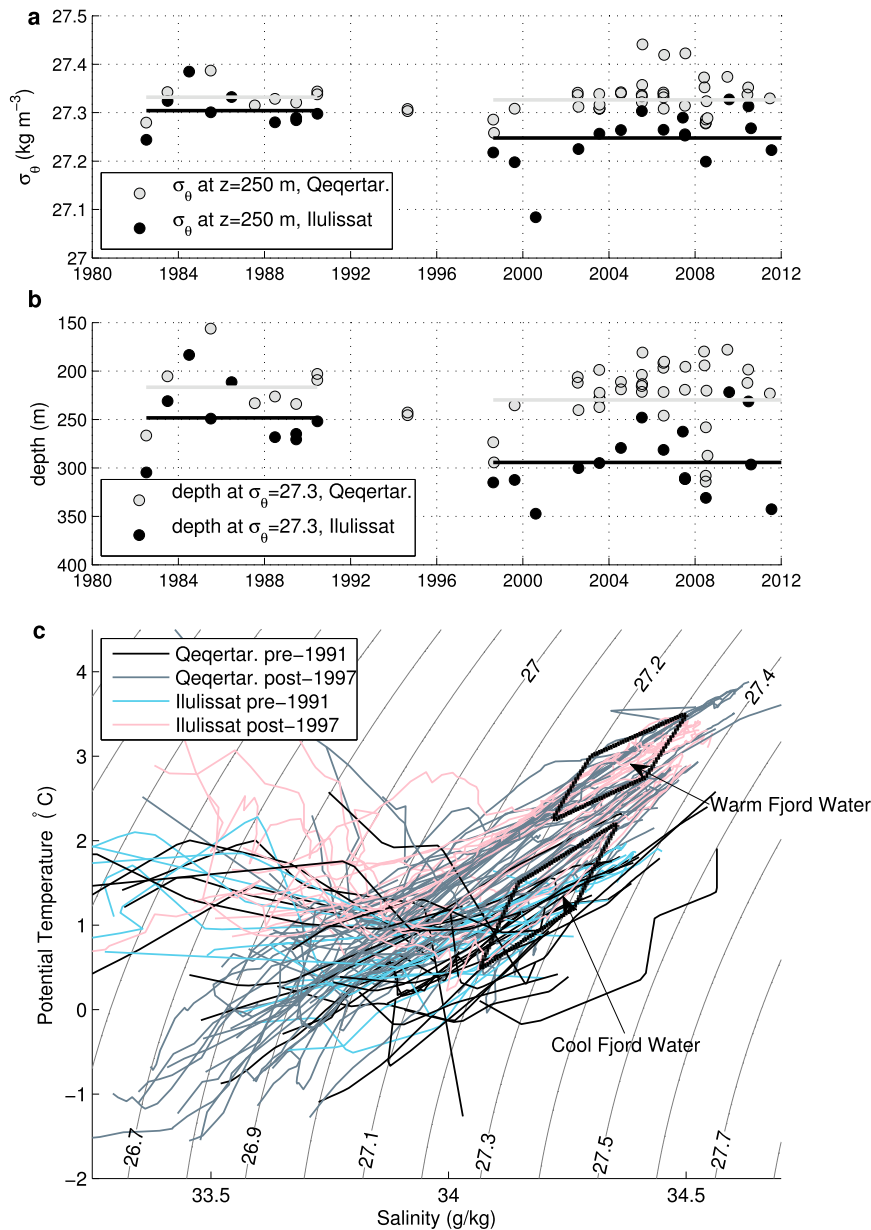 a
27.5
27.4
27.3
27.2
27.1
27
σθ (kg m−3)
σθ at z=250 m, Qeqertar.
σθ at z=250 m, Ilulissat
1980 1984 1988 1992 1996 2000 2004 2008 2012
b
150
200
250
300
350
400
depth (m)
depth at σθ=27.3, Qeqertar.
depth at σθ=27.3, Ilulissat
1980 1984 1988 1992 1996 2000 2004 2008 2012
c
Qeqertar. pre−1991
Qeqertar. post−1997
Ilulissat pre−1991
Ilulissat post−1997
27 27.2 27.4
4
3
2
1
0
−1
−2
Potential Temperature (° C)
Warm Fjord Water
Cool Fjord Water
26.7 26.9 27.1 27.3 27.5 27.7
33.5 34 34.5
Salinity (g/kg)